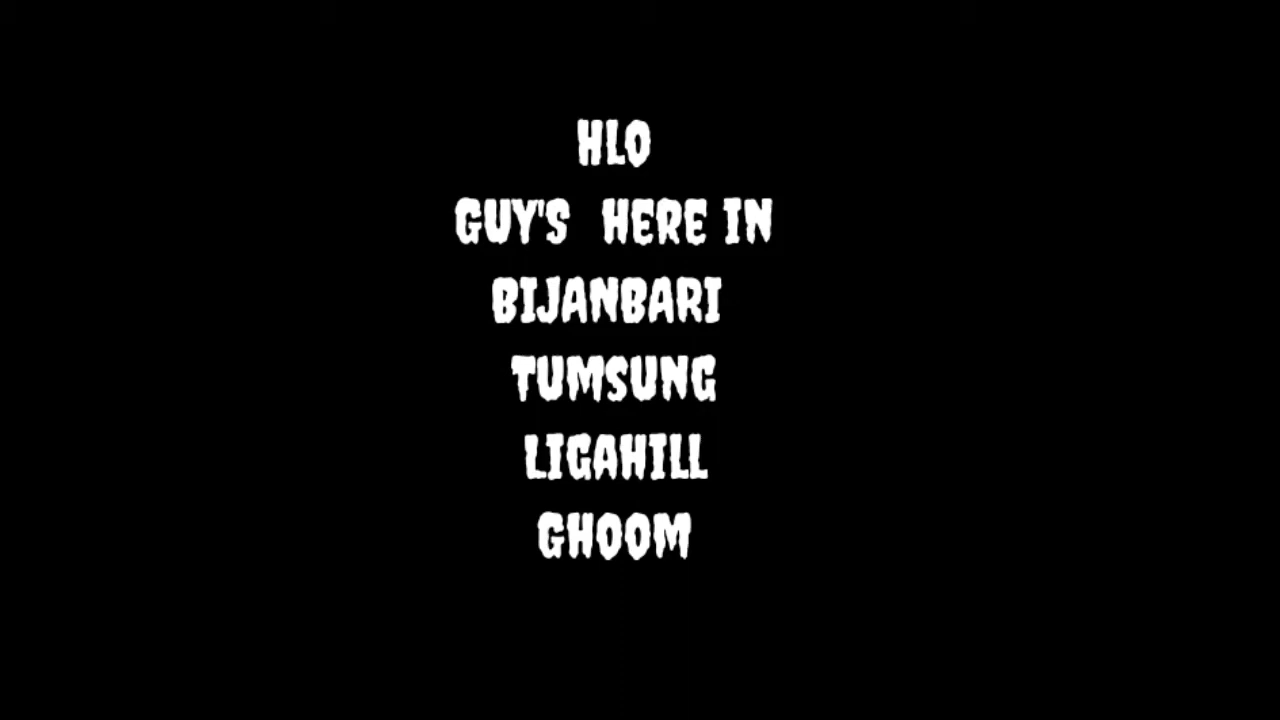 HLO
GUY'S HERE IN
BIJANBARI
TUMSUNG
LIGAHILL
GHOOM